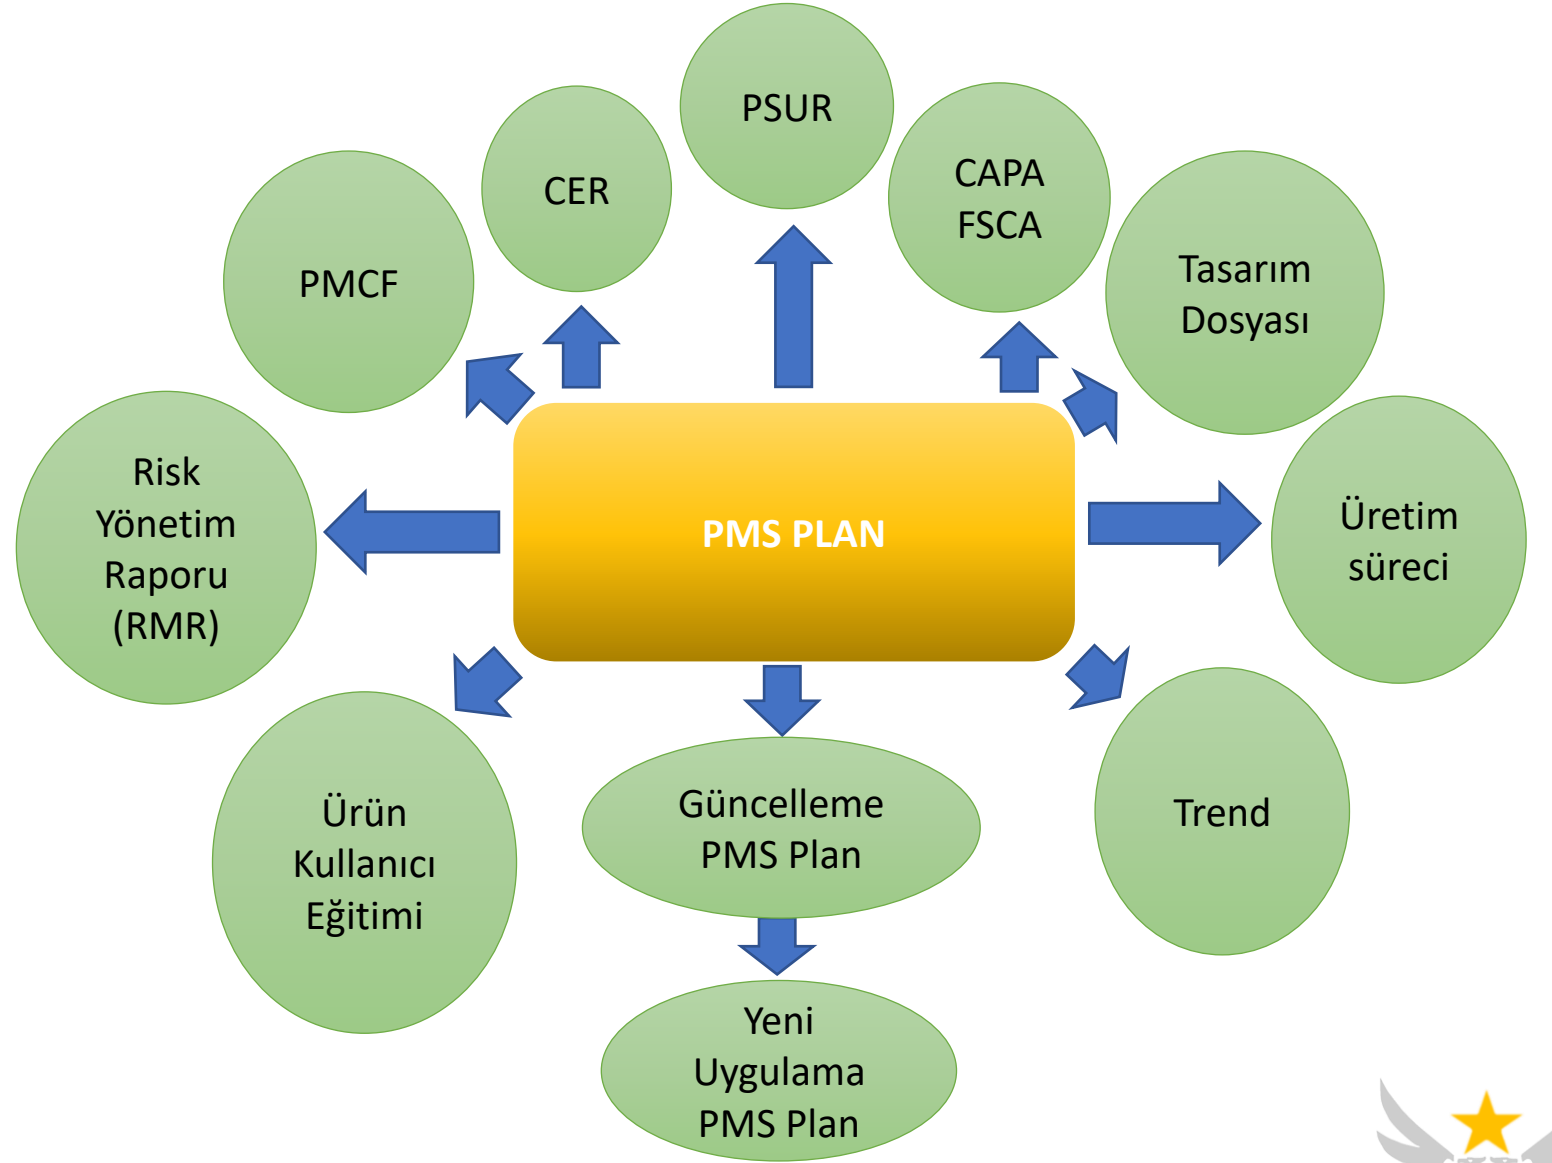 PSUR
CER
CAPA
FSCA
PMCF
Tasarım
Dosyası
Risk
Yönetim
Raporu
(RMR)
PMS PLAN
Üretim
süreci
Ürün
Kullanıcı
Eğitimi
Güncelleme
PMS Plan
Trend
Yeni
Uygulama
PMS Plan